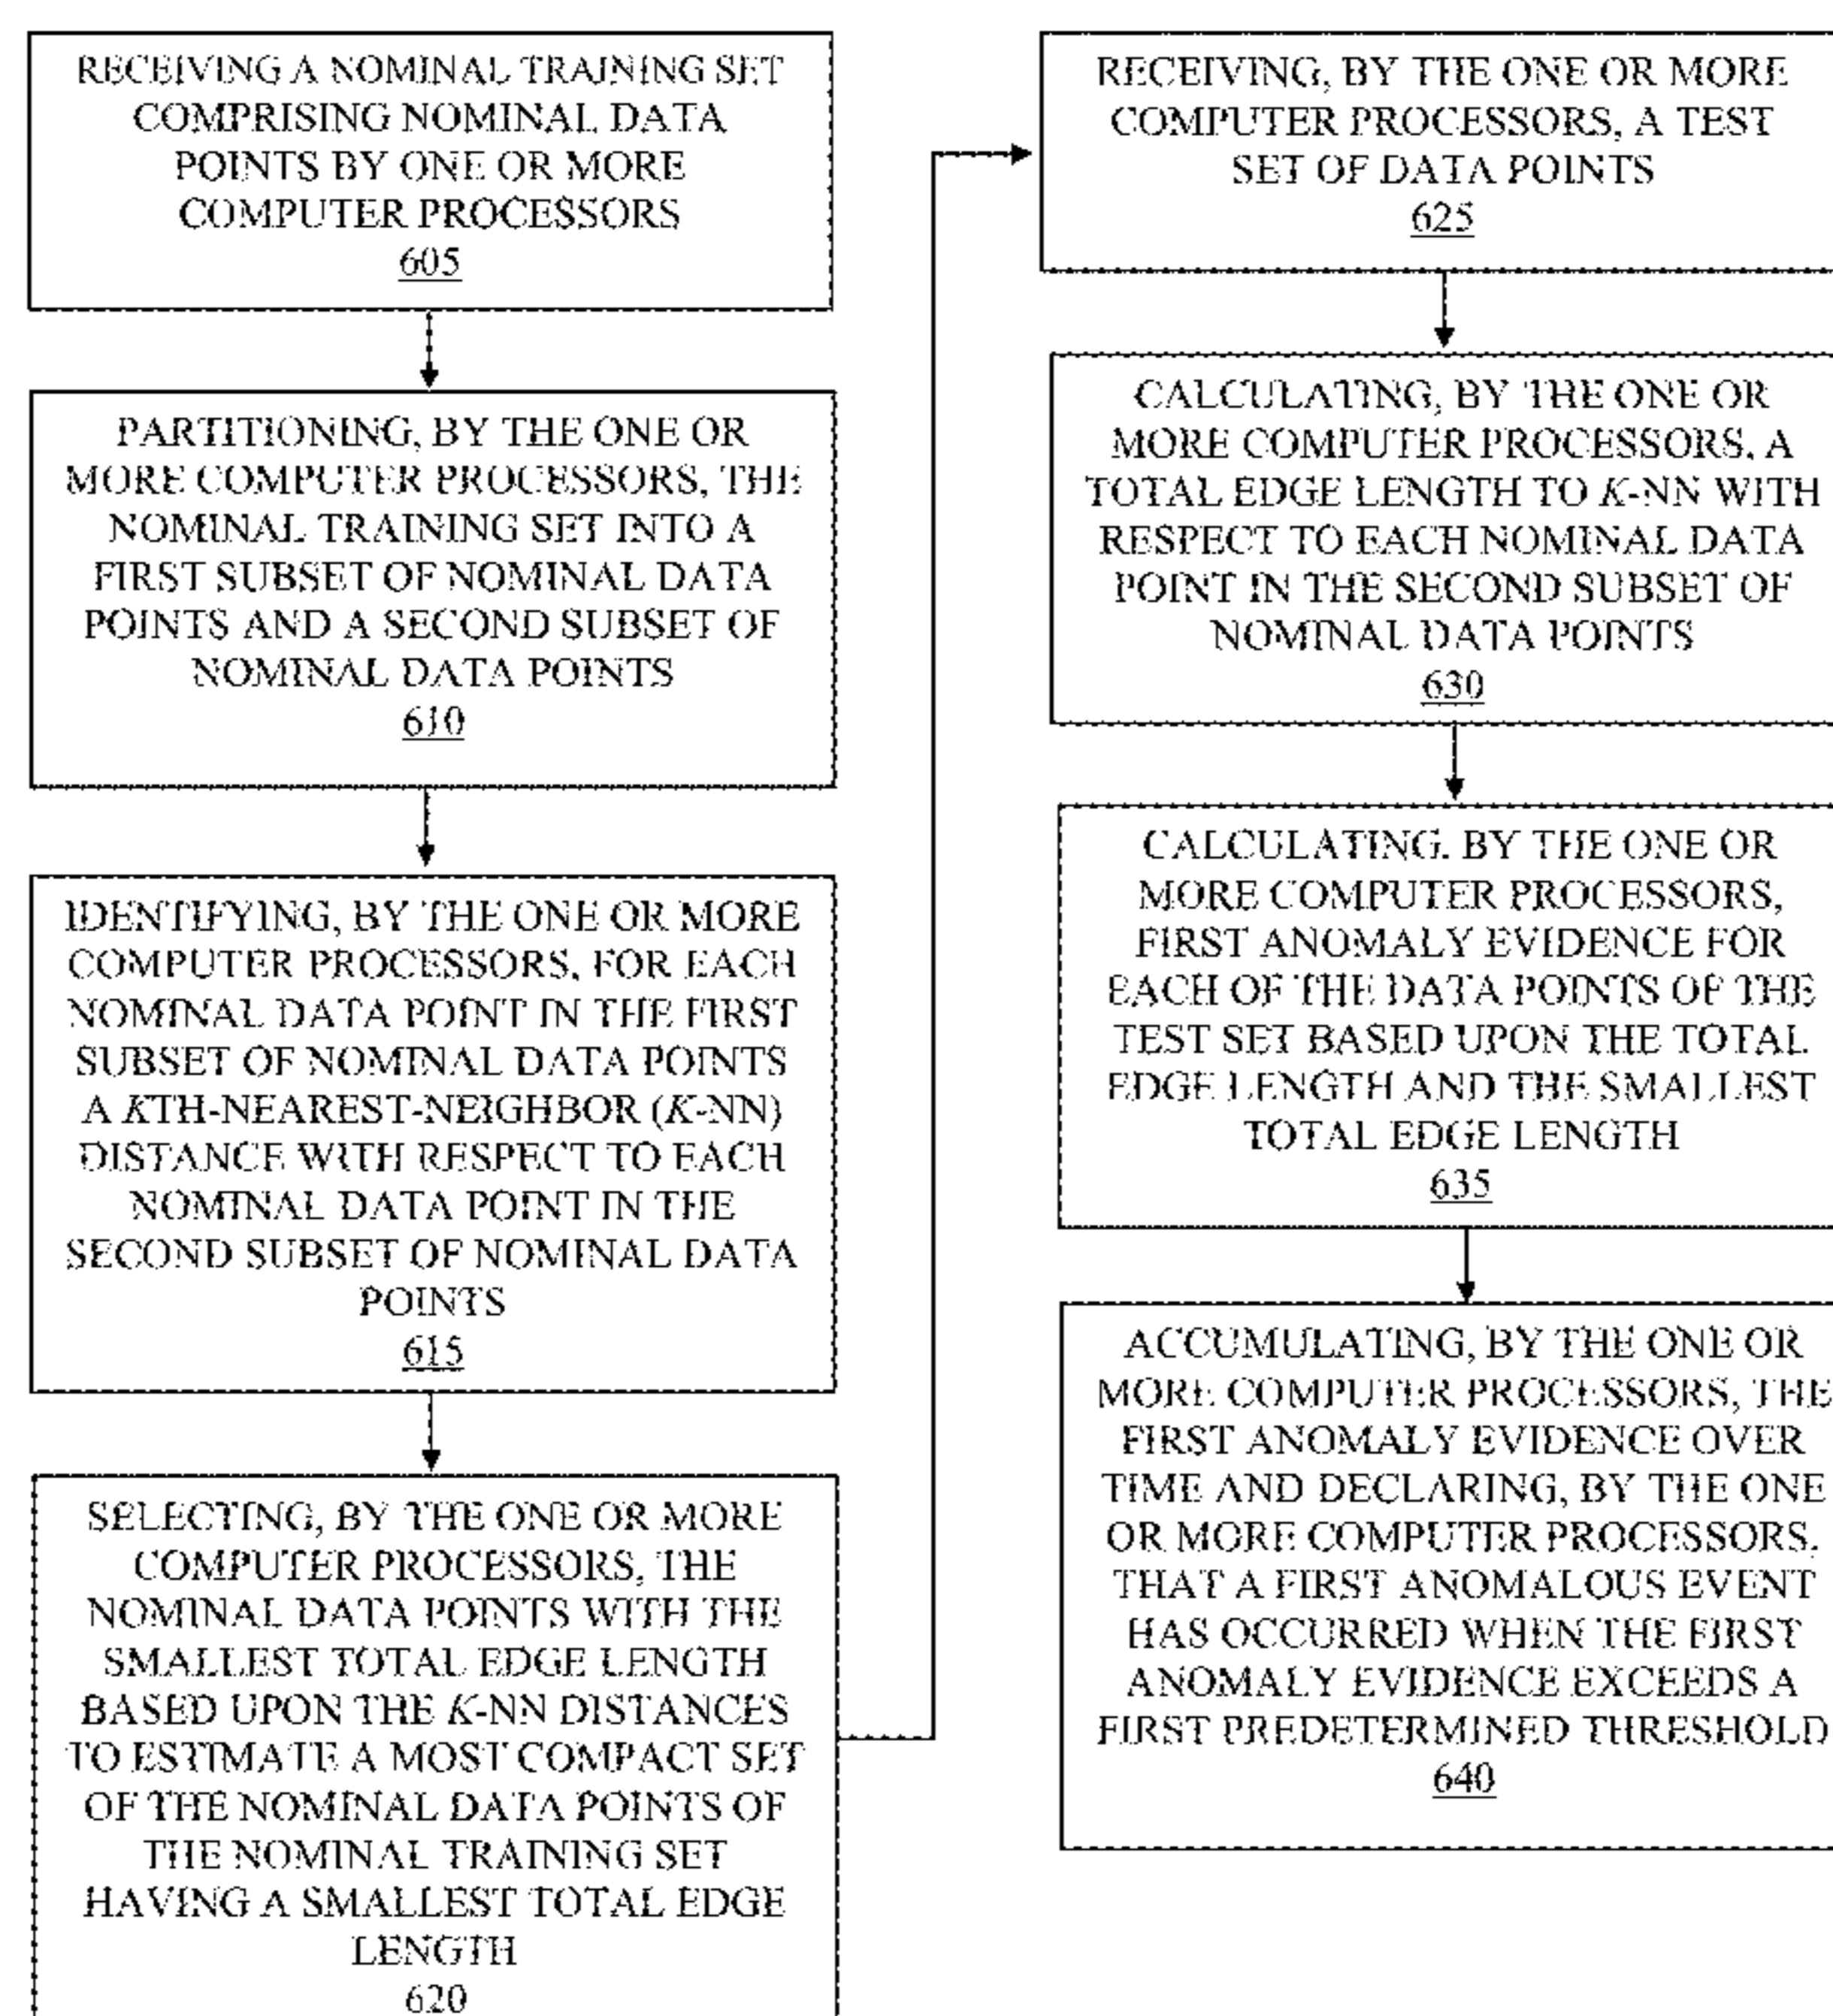 RECEIVING A NOMINAL TRAINING SET
COMPRISING NOMINAL DATA
POINTS BY ONE OR MORE
COMPUTER PROCESSORS
605
PARTITIONING, BY THE ONE OR
MORE COMPUTER PROCESSORS, THE
NOMINAL TRAINING SET INTO A
FIRST SUBSET OF NOMINAL DATA
POINTS AND A SECOND SUBSET OF
NOMINAL DATA POINTS
610
IDENTIFYING, BY THE ONE OR MORE
COMPUTER PROCESSORS, FOR EACH
NOMINAL DATA POINT IN THE FIRST
SUBSET OF NOMINAL DATA POINTS
A KTH-NEAREST-NEIGHBOR (K-NN)
DISTANCE WITH RESPECT TO EACH
NOMINAL DATA POINT IN THE
SECOND SUBSET OF NOMINAL DATA
POINTS
615
SELECTING, BY THE ONE OR MORE
COMPUTER PROCESSORS, THE
NOMINAL DATA POINTS WITH THE
SMALLEST TOTAL EDGE LENGTH
BASED UPON THE K-NN DISTANCES
TO ESTIMATE A MOST COMPACT SET
OF THE NOMINAL DATA POINTS OF
THE NOMINAL TRAINING SET
HAVING A SMALLEST TOTAL EDGE
LENGTH
620
RECEIVING, BY THE ONE OR MORE
COMPUTER PROCESSORS, A TEST
SET OF DATA POINTS
625
CALCULATING, BY THE ONE OR
MORE COMPUTER PROCESSORS, A
TOTAL EDGE LENGTH TO K-NN WITH
RESPECT TO EACH NOMINAL DATA
POINT IN THE SECOND SUBSET OF
NOMINAL DATA POINTS
630
CALCULATING, BY THE ONE OR
MORE COMPUTER PROCESSORS,
FIRST ANOMALY EVIDENCE FOR
EACH OF THE DATA POINTS OF THE
TEST SET BASED UPON THE TOTAL
EDGE LENGTH AND THE SMALLEST
TOTAL EDGE LENGTH
635
ACCUMULATING, BY THE ONE OR
MORE COMPUTER PROCESSORS, THE
FIRST ANOMALY EVIDENCE OVER
TIME AND DECLARING, BY THE ONE
OR MORE COMPUTER PROCESSORS,
THAT A FIRST ANOMALOUS EVENT
HAS OCCURRED WHEN THE FIRST
ANOMALY EVIDENCE EXCEEDS A
FIRST PREDETERMINED THRESHOLD
640